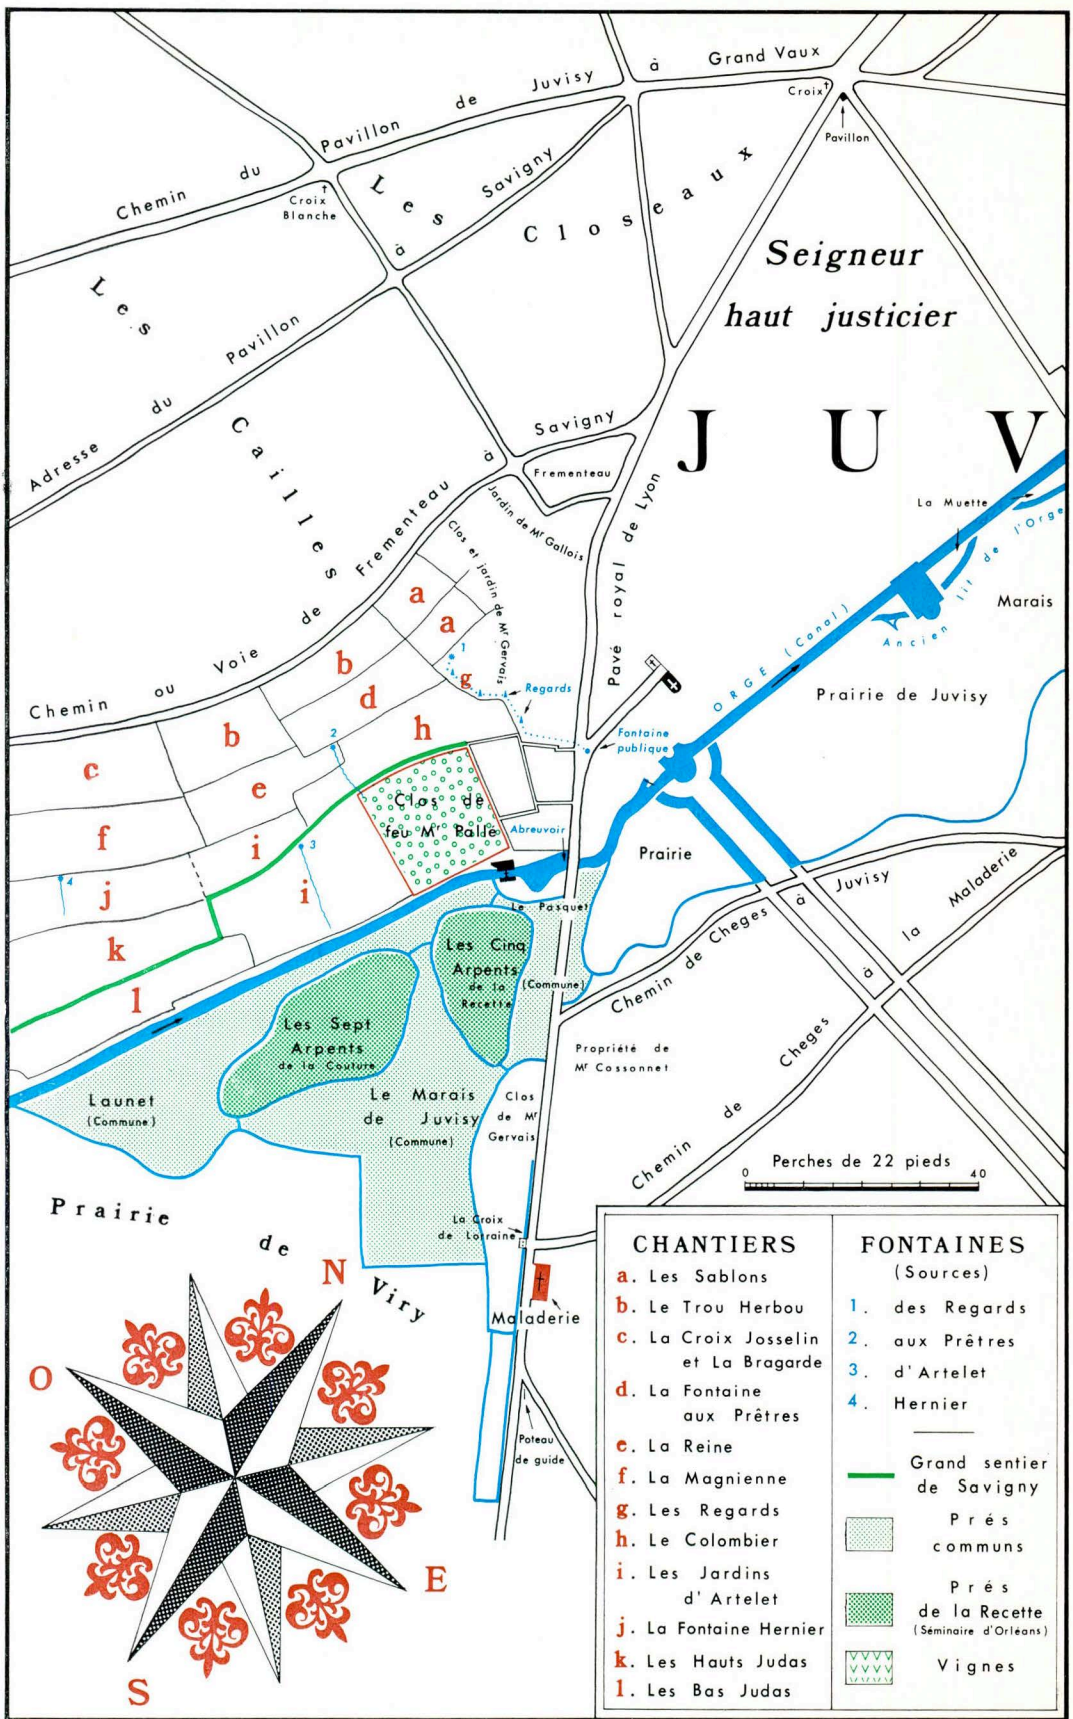 Chemin du Pavillon de Juvisy à Grand Vaux
Croix
Pavillon
Croix
Blanche
Les Closeaux
à Savigny
Seigneur
haut justicier
Les Cailles
Adresse du Pavillon
J U V
Savigny
Frementeau
Chemin ou Voie de Frementeau à
Jardin de Mr Gallois
Clos et jardin de Mr Gervais
Pavé royal de Lyon
La Muette
Ancien lit de l'Orge
Marais
ORGE (Canal)
Prairie de Juvisy
a
a
b
b
c
d
e
f
g
h
i
i
j
k
l
1
2
3
4
Regards
Fontaine
publique
Clos de
feu Mr Palle
Abreuvoir
Prairie
Le Pasquet
(Commune)
Les Cinq
Arpents
de la
Recette
Les Sept
Arpents
de la Couture
Launet
(Commune)
Le Marais
de Juvisy
(Commune)
Clos
de Mr
Gervais
Propriété de
Mr Cossonnet
Chemin de Cheges à Juvisy
Chemin de Cheges à la Maladerie
Perches de 22 pieds
0 40
Prairie de Viry
La Croix
de Lorraine
Maladerie
Poteau
de guide
N
O
E
S
CHANTIERS
a. Les Sablons
b. Le Trou Herbou
c. La Croix Josselin
et La Bragarde
d. La Fontaine
aux Prêtres
e. La Reine
f. La Magnienne
g. Les Regards
h. Le Colombier
i. Les Jardins
d'Artelet
j. La Fontaine Hernier
k. Les Hauts Judas
l. Les Bas Judas
FONTAINES
(Sources)
1. des Regards
2. aux Prêtres
3. d'Artelet
4. Hernier
Grand sentier
de Savigny
Prés
communs
Prés
de la Recette
(Séminaire d'Orléans)
Vignes